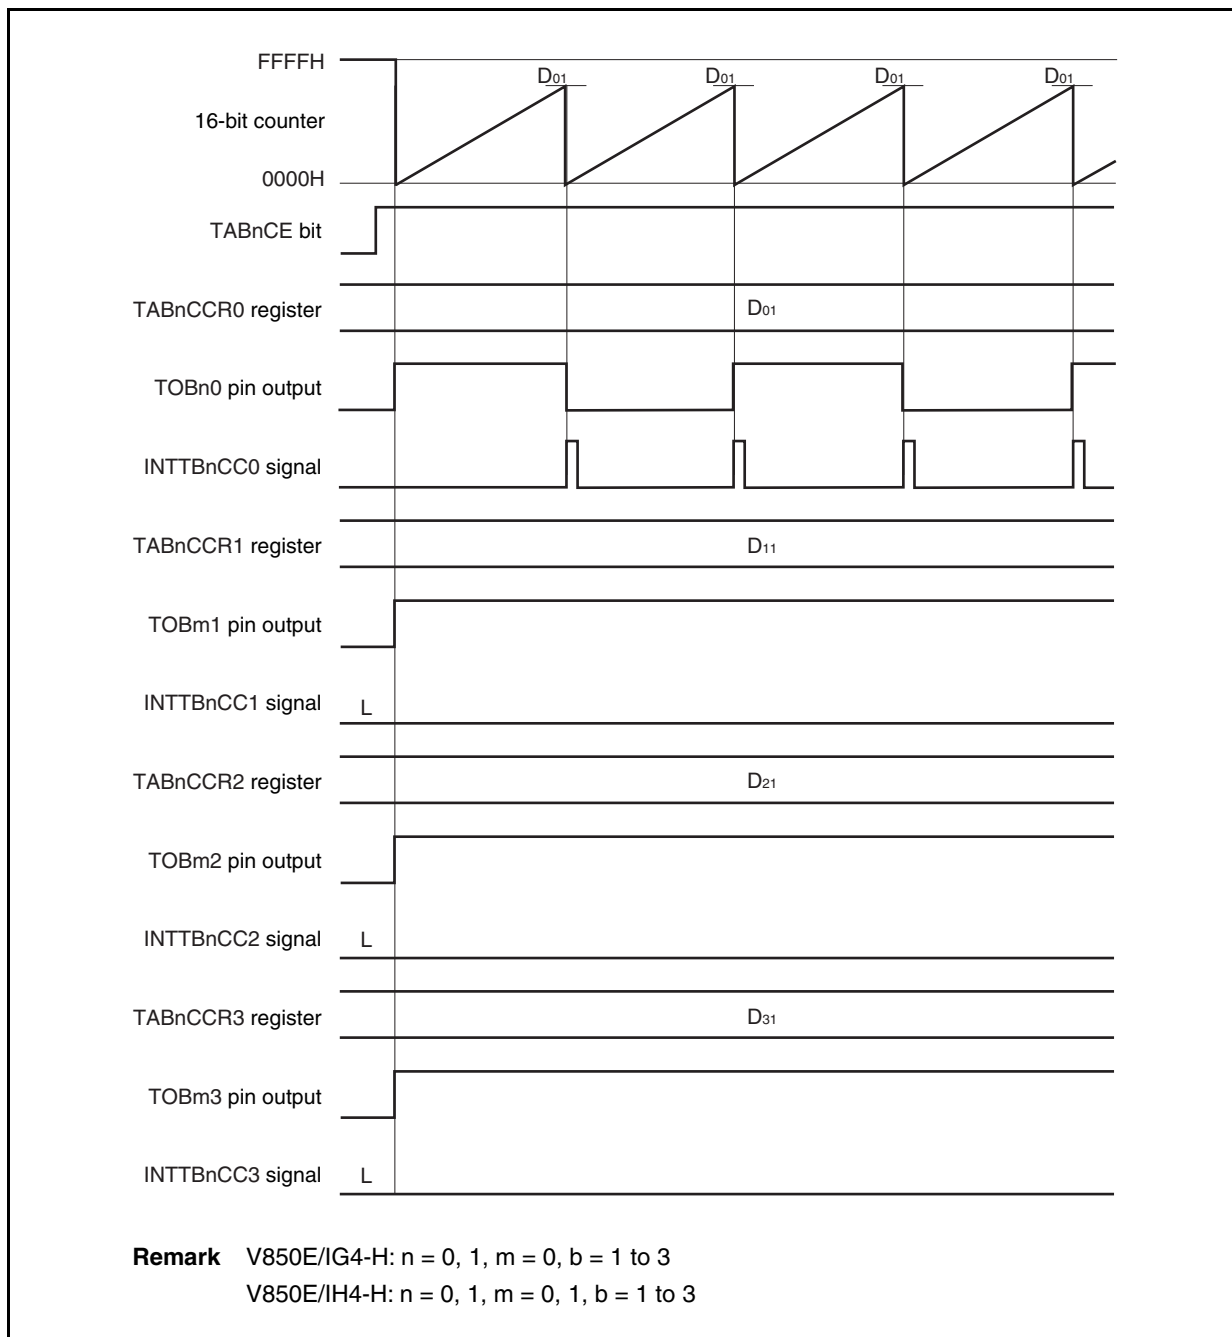 FFFFH
D01 D01 D01 D01
16-bit counter
0000H
TABnCE bit
TABnCCR0 register D01
TOBn0 pin output
INTTBnCC0 signal
TABnCCR1 register D11
TOBm1 pin output
INTTBnCC1 signal L
TABnCCR2 register D21
TOBm2 pin output
INTTBnCC2 signal L
TABnCCR3 register D31
TOBm3 pin output
INTTBnCC3 signal L
Remark V850E/IG4-H: n = 0, 1, m = 0, b = 1 to 3
V850E/IH4-H: n = 0, 1, m = 0, 1, b = 1 to 3